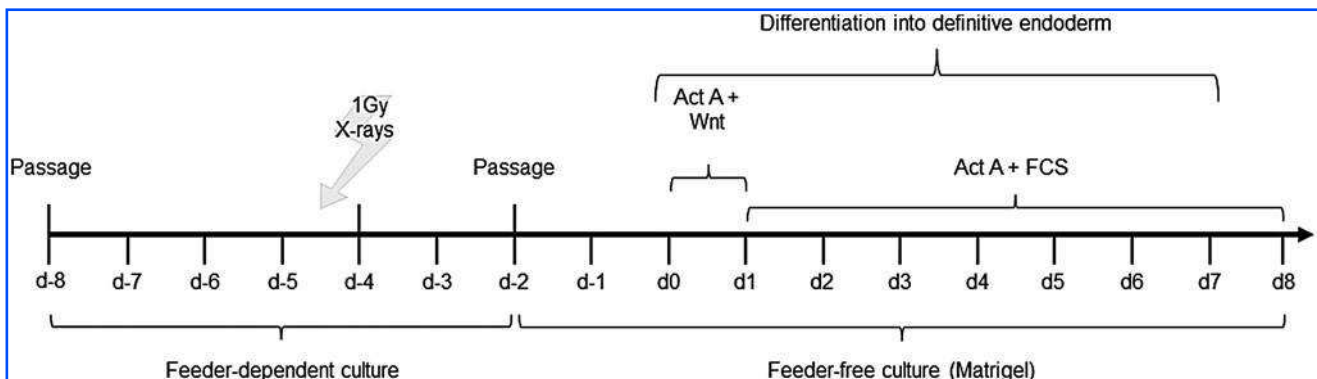 Differentiation into definitive endoderm
1Gy
X-rays
Act A +
Wnt
Passage
Passage
Act A + FCS
d-8 d-7 d-6 d-5 d-4 d-3 d-2 d-1 d0 d1 d2 d3 d4 d5 d6 d7 d8
Feeder-dependent culture
Feeder-free culture (Matrigel)